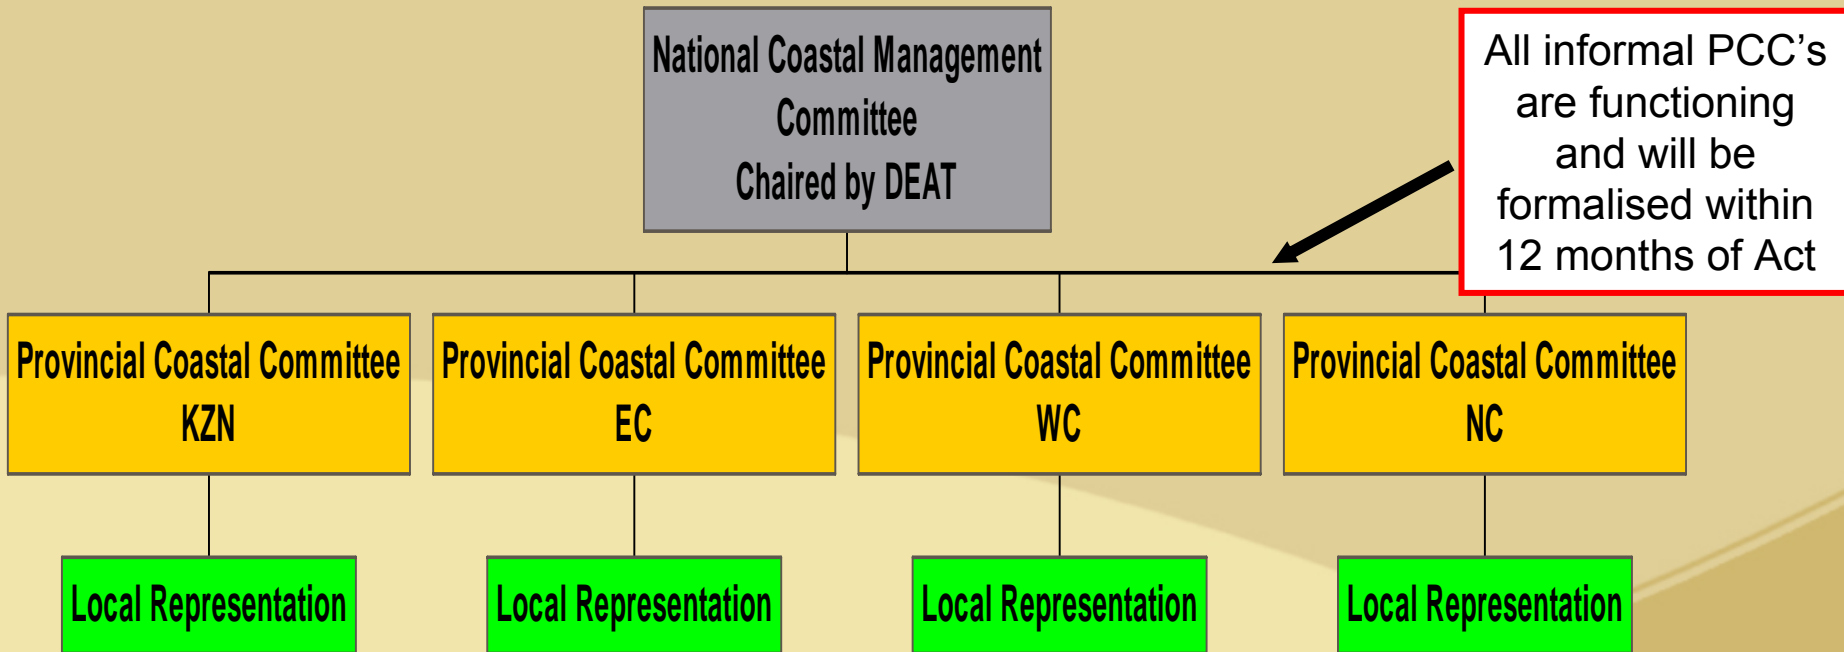 National Coastal Management
Committee
Chaired by DEAT
All informal PCC’s
are functioning
and will be
formalised within
12 months of Act
Provincial Coastal Committee
KZN
Provincial Coastal Committee
EC
Provincial Coastal Committee
WC
Provincial Coastal Committee
NC
Local Representation
Local Representation
Local Representation
Local Representation